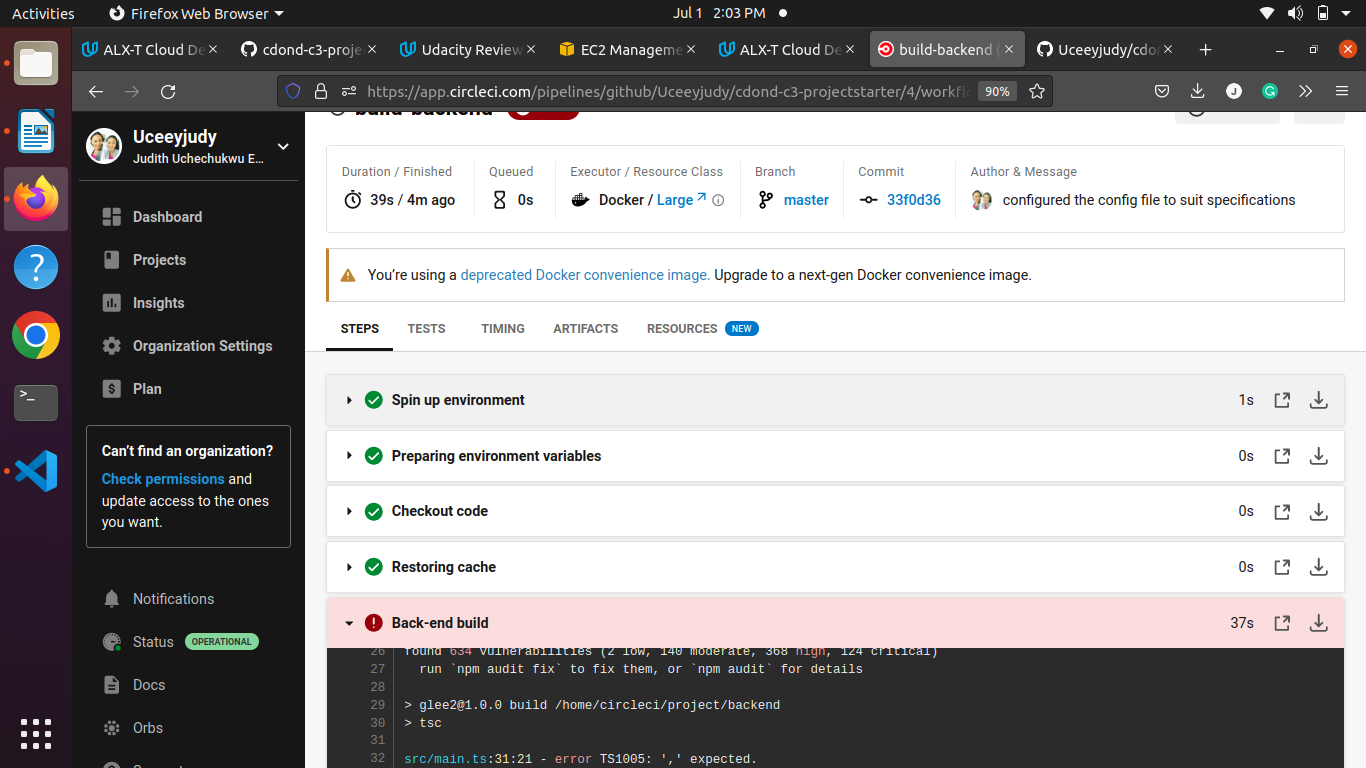 Activities
Firefox Web Browser
Jul 1 2:03 PM
ALX-T Cloud De
cdond-c3-proje
Udacity Review
EC2 Manageme
ALX-T Cloud De
build-backend (
Uceeyjudy/cdon
https://app.circleci.com/pipelines/github/Uceeyjudy/cdond-c3-projectstarter/4/workflo
90%
J
G
Uceeyjudy
Judith Uchechukwu E...
Dashboard
Projects
Insights
Organization Settings
Plan
Can't find an organization?
Check permissions and
update access to the ones
you want.
Notifications
Status OPERATIONAL
Docs
Orbs
build-backend
Duration / Finished
39s / 4m ago
Queued
0s
Executor / Resource Class
Docker / Large
Branch
master
Commit
33f0d36
Author & Message
configured the config file to suit specifications
You're using a deprecated Docker convenience image. Upgrade to a next-gen Docker convenience image.
STEPS
TESTS
TIMING
ARTIFACTS
RESOURCES NEW
Spin up environment 1s
Preparing environment variables 0s
Checkout code 0s
Restoring cache 0s
Back-end build 37s
26 found 634 vulnerabilities (2 low, 140 moderate, 368 high, 124 critical)
27 run `npm audit fix` to fix them, or `npm audit` for details
28
29 > glee2@1.0.0 build /home/circleci/project/backend
30 > tsc
31
32 src/main.ts:31:21 - error TS1005: ',' expected.